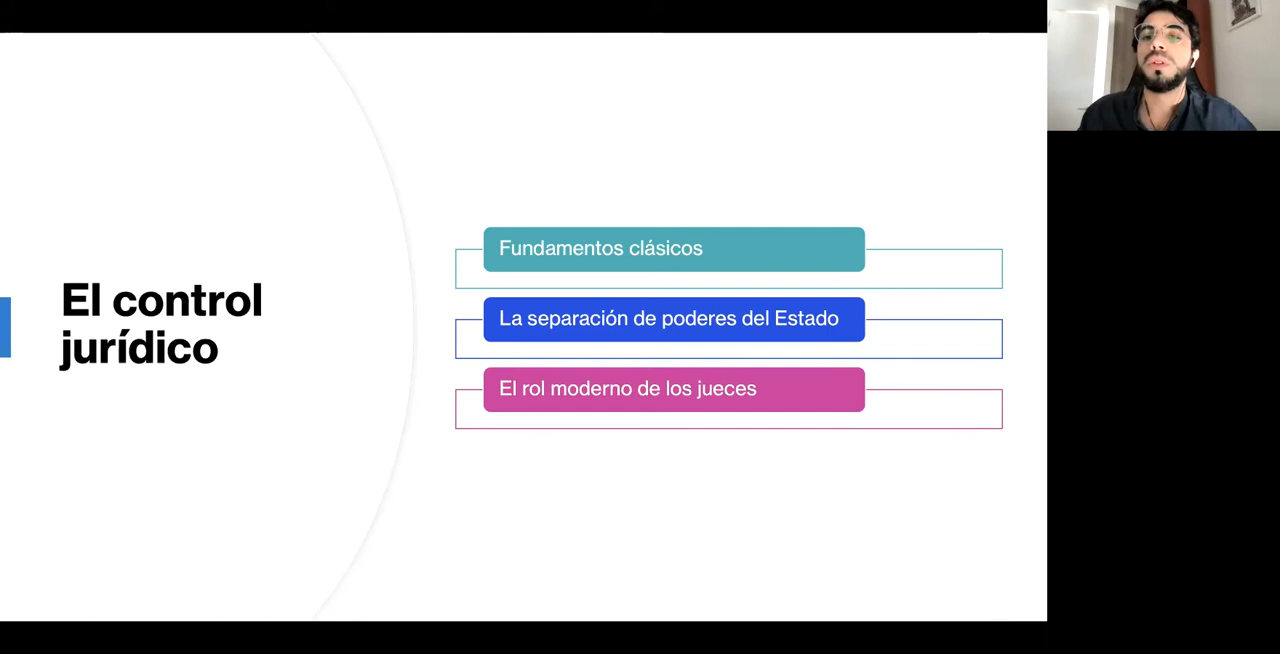 El control
jurídico
Fundamentos clásicos
La separación de poderes del Estado
El rol moderno de los jueces